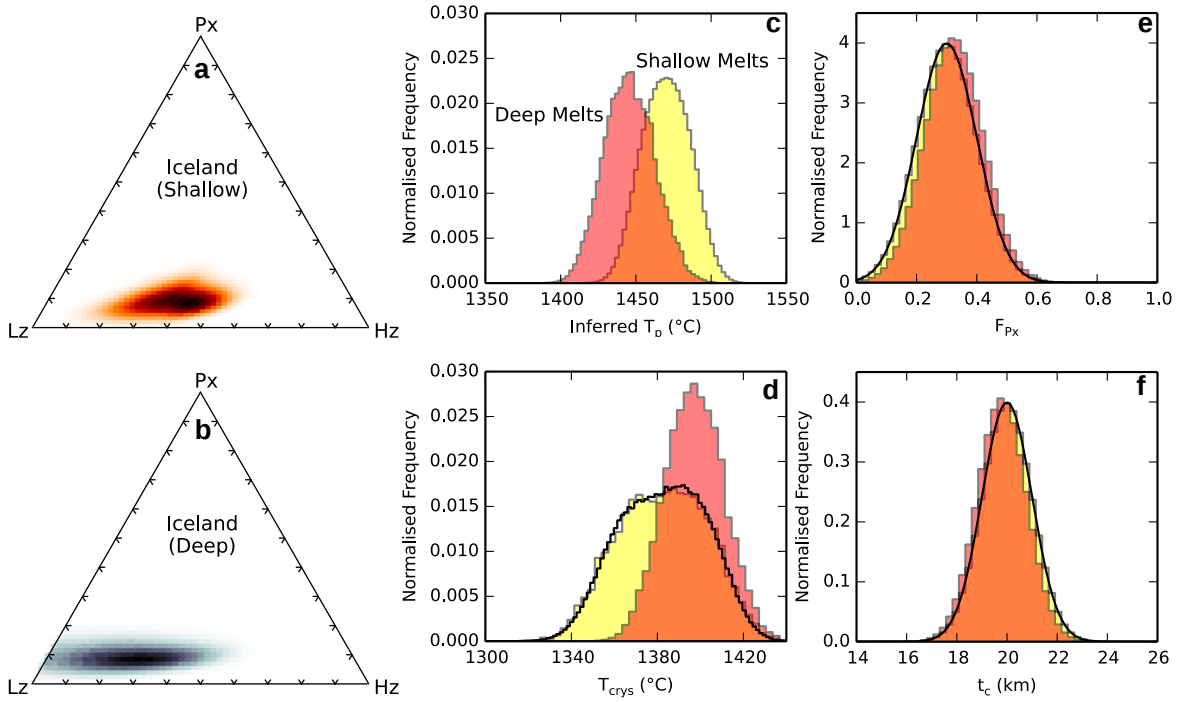 Px
a
Iceland
(Shallow)
Lz
Hz
Px
b
Iceland
(Deep)
Lz
Hz
c
0.030
0.025
0.020
0.015
0.010
0.005
0.000
Normalised Frequency
Shallow Melts
Deep Melts
1350 1400 1450 1500 1550
Inferred Tp (°C)
e
4
3
2
1
0
Normalised Frequency
0.0 0.2 0.4 0.6 0.8 1.0
FPx
d
0.030
0.025
0.020
0.015
0.010
0.005
0.000
Normalised Frequency
1300 1340 1380 1420
Tcrys (°C)
f
0.4
0.3
0.2
0.1
0.0
Normalised Frequency
14 16 18 20 22 24 26
tc (km)